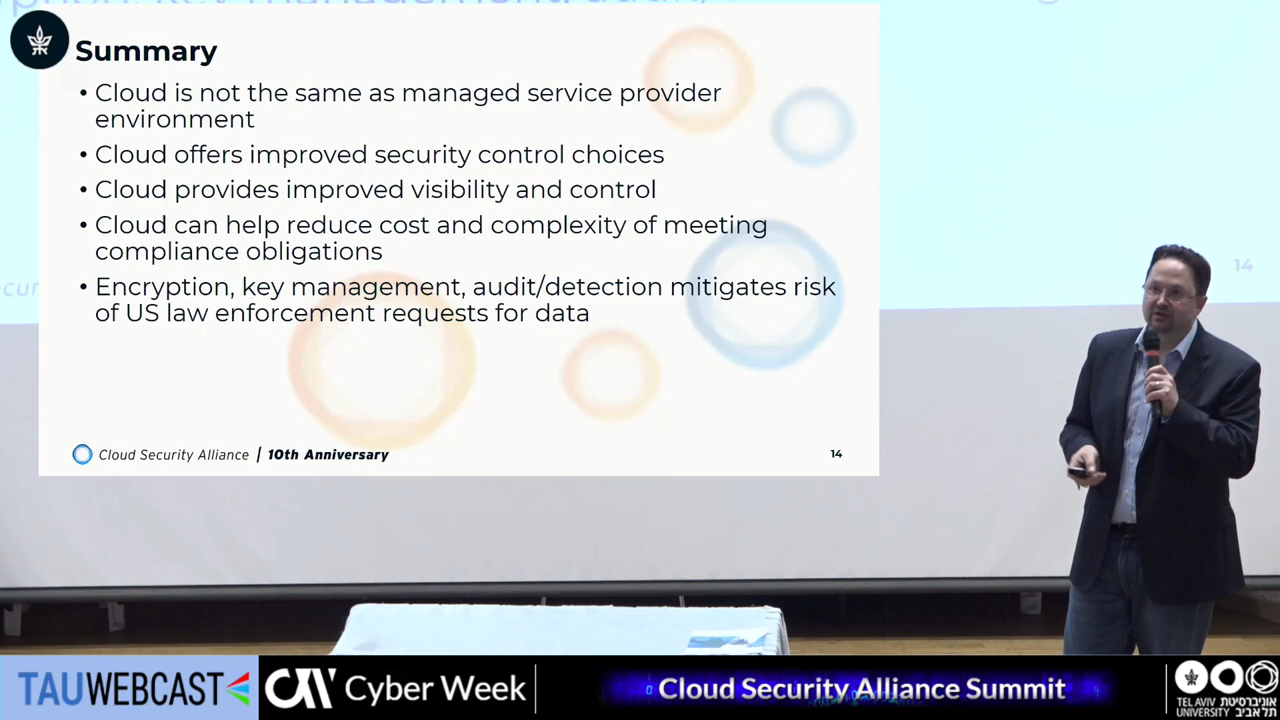 Summary
• Cloud is not the same as managed service provider
environment
• Cloud offers improved security control choices
• Cloud provides improved visibility and control
• Cloud can help reduce cost and complexity of meeting
compliance obligations
• Encryption, key management, audit/detection mitigates risk
of US law enforcement requests for data
Cloud Security Alliance | 10th Anniversary
14
14
TAUWEBCAST
Cyber Week
Cloud Security Alliance Summit
TEL AVIV
UNIVERSITY
אוניברסיטת
תל אביב